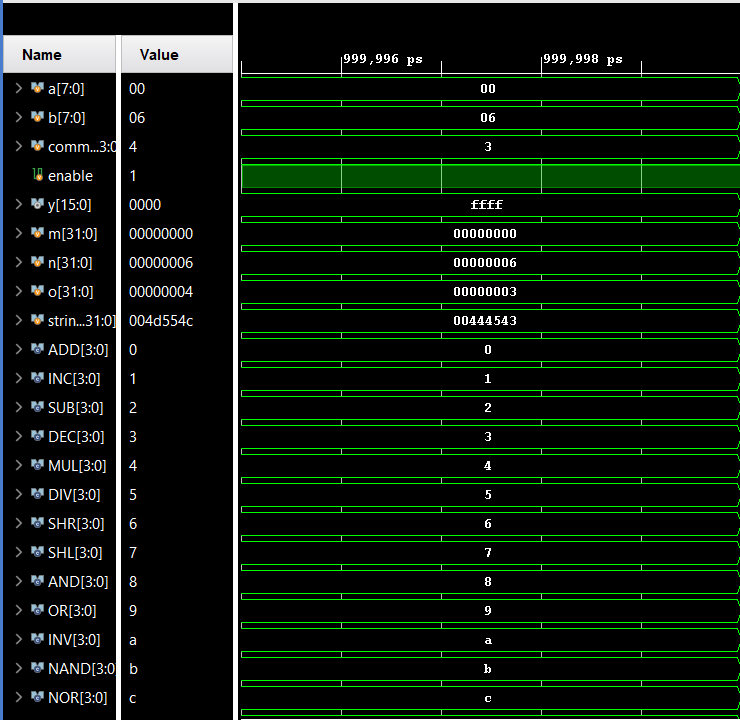 Name Value
999,996 ps 999,998 ps
a[7:0] 00 00
b[7:0] 06 06
comm...3:0 4 3
enable 1
y[15:0] 0000 ffff
m[31:0] 00000000 00000000
n[31:0] 00000006 00000006
o[31:0] 00000004 00000003
strin...31:0] 004d554c 00444543
ADD[3:0] 0 0
INC[3:0] 1 1
SUB[3:0] 2 2
DEC[3:0] 3 3
MUL[3:0] 4 4
DIV[3:0] 5 5
SHR[3:0] 6 6
SHL[3:0] 7 7
AND[3:0] 8 8
OR[3:0] 9 9
INV[3:0] a a
NAND[3:0 b b
NOR[3:0] c c